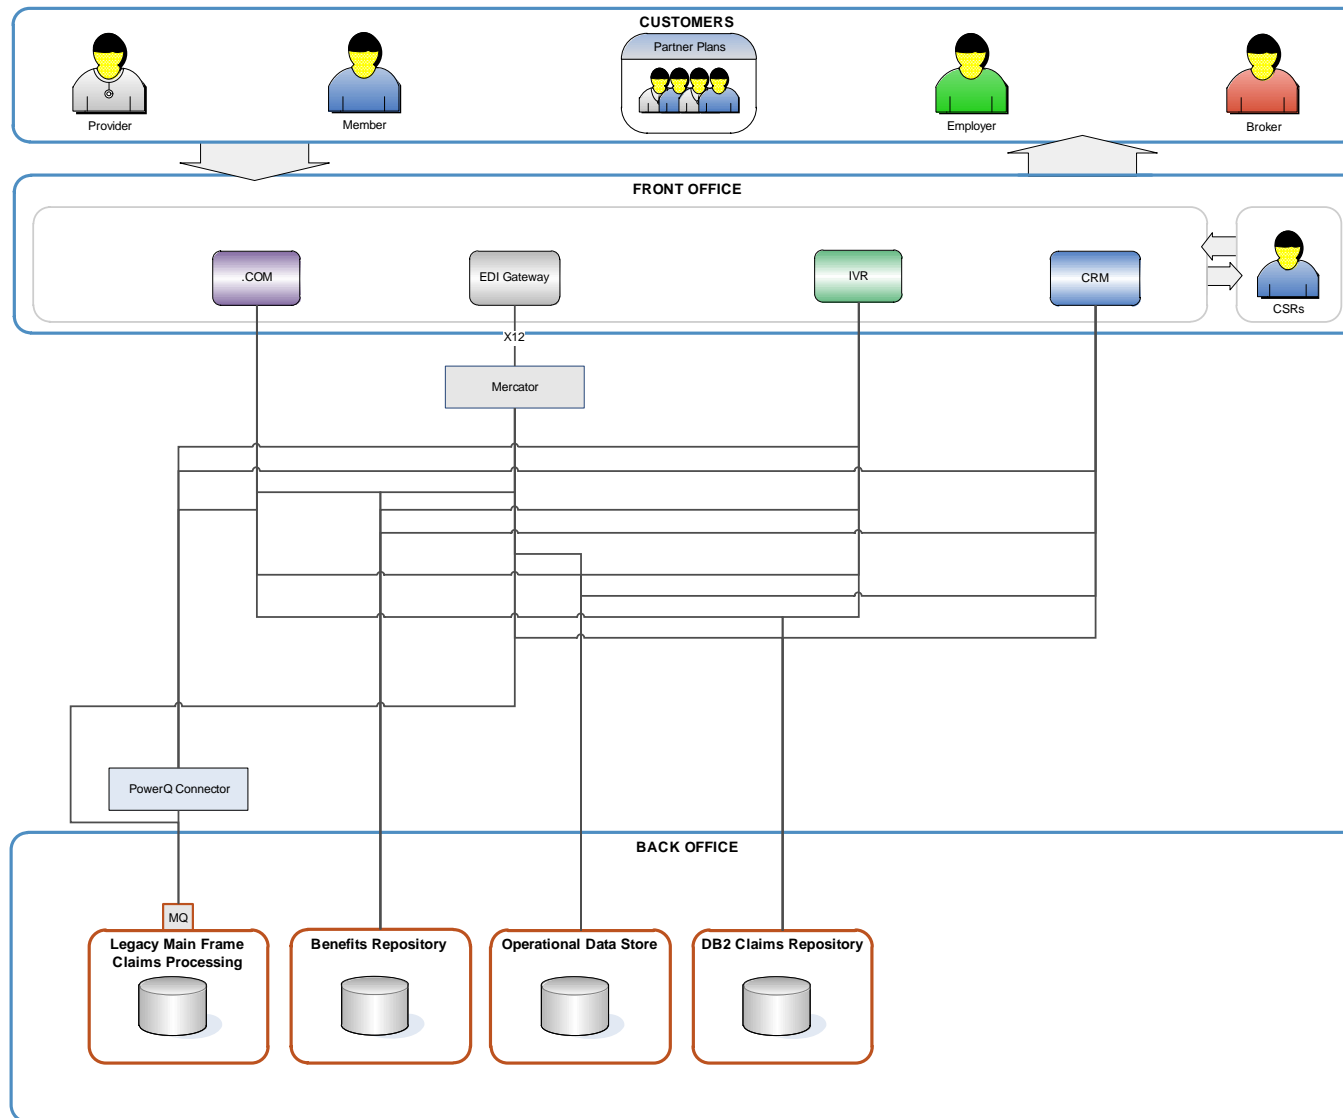 CUSTOMERS
Partner Plans
Provider
Member
Employer
Broker
FRONT OFFICE
.COM
EDI Gateway
IVR
CRM
CSRs
X12
Mercator
PowerQ Connector
BACK OFFICE
MQ
Legacy Main Frame
Claims Processing
Benefits Repository
Operational Data Store
DB2 Claims Repository